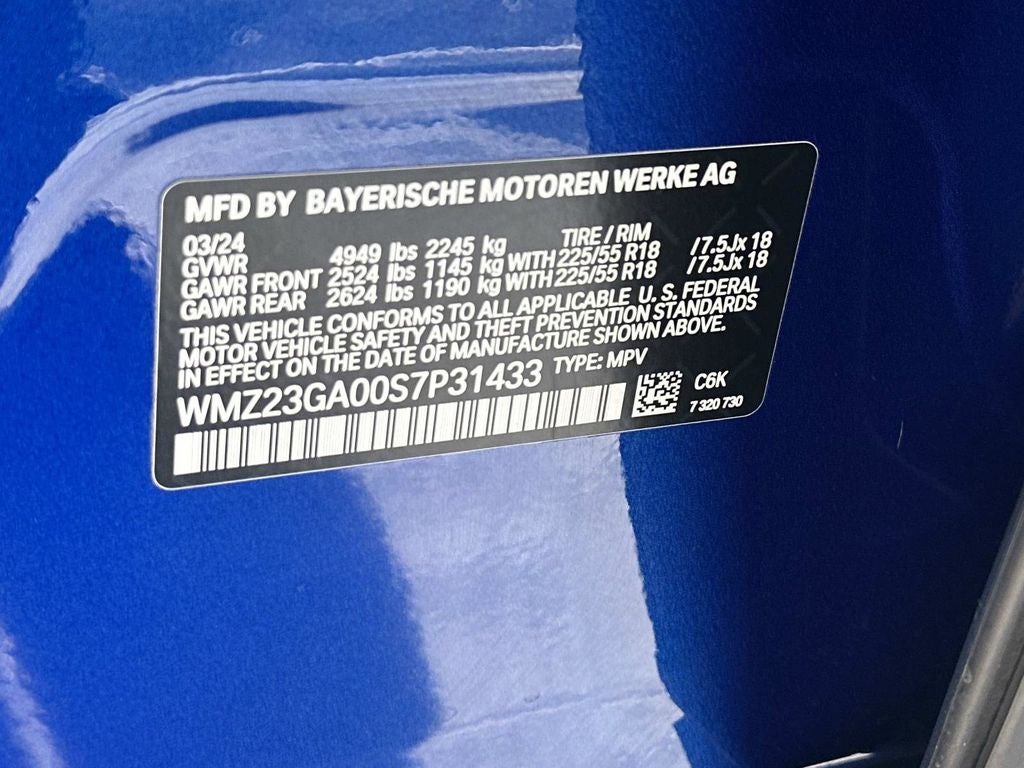 MFD BY BAYERISCHE MOTOREN WERKE AG
03/24 TIRE / RIM
GVWR 4949 lbs 2245 kg
GAWR FRONT 2524 lbs 1145 kg WITH 225/55 R18 /7.5Jx 18
GAWR REAR 2624 lbs 1190 kg WITH 225/55 R18 /7.5Jx 18
THIS VEHICLE CONFORMS TO ALL APPLICABLE U. S. FEDERAL
MOTOR VEHICLE SAFETY AND THEFT PREVENTION STANDARDS
IN EFFECT ON THE DATE OF MANUFACTURE SHOWN ABOVE.
WMZ23GA00S7P31433 TYPE: MPV
C6K
7 320 730